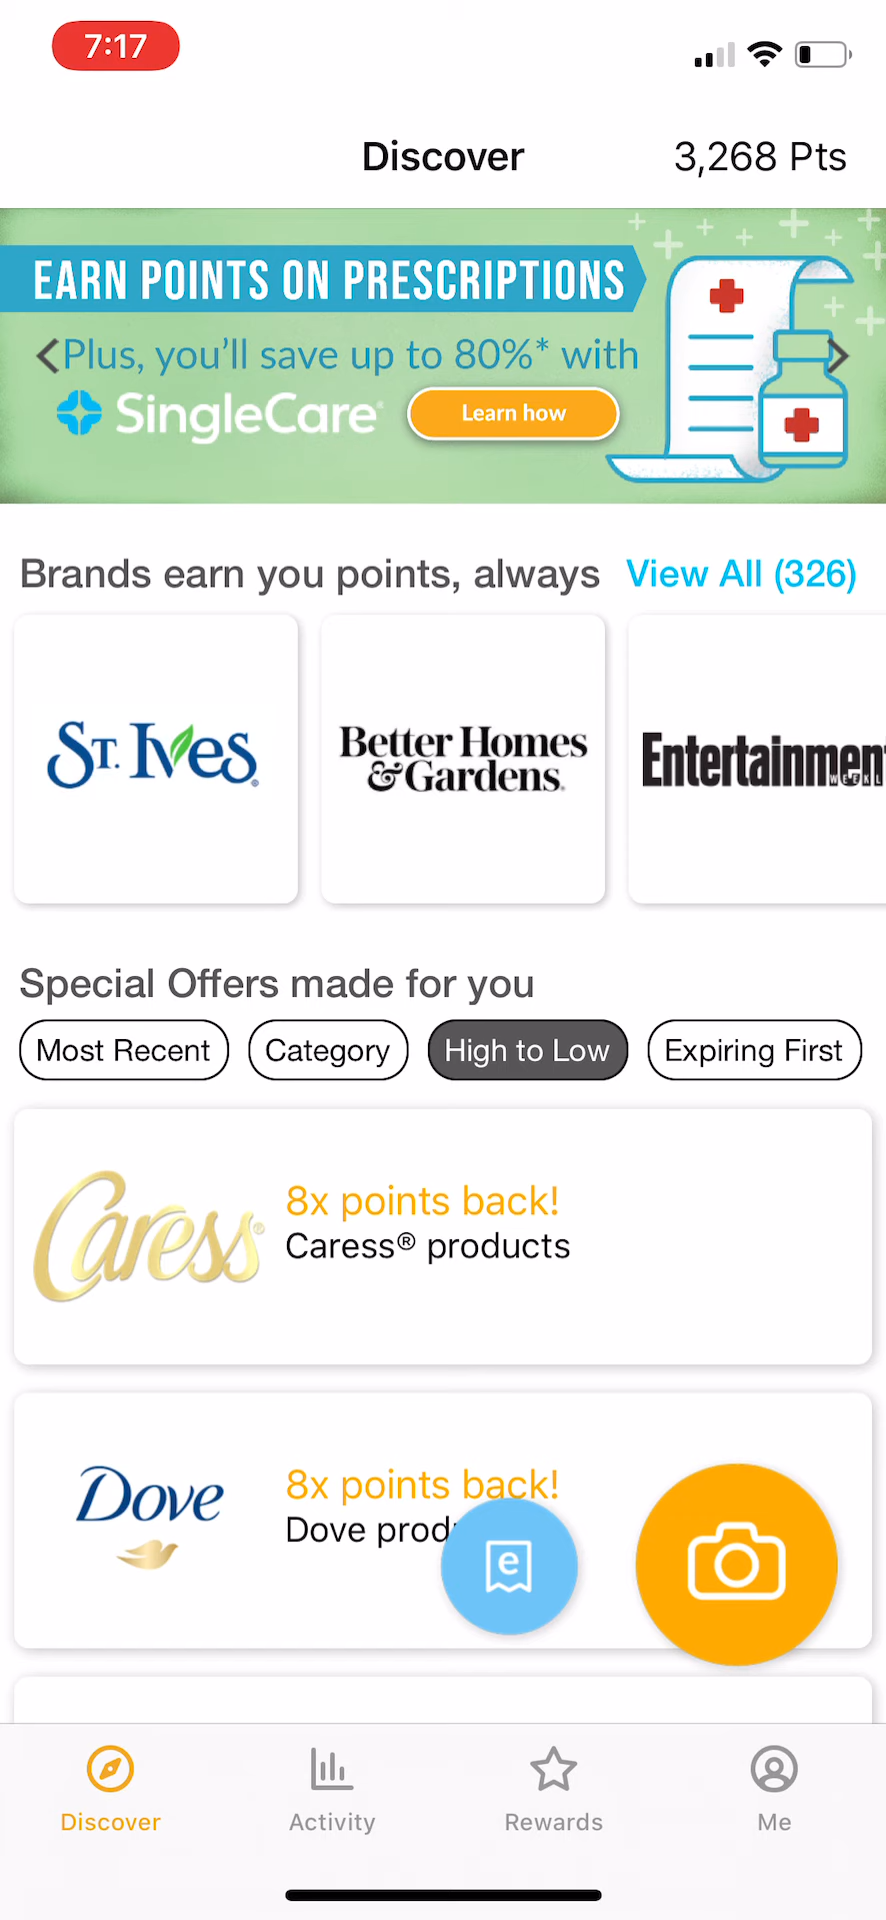 7:17
Discover
3,268 Pts
EARN POINTS ON PRESCRIPTIONS
Plus, you'll save up to 80%* with
SingleCare®
Learn how
Brands earn you points, always
View All (326)
St. Ives®
Better Homes
&Gardens®
Entertainmen
WEEKL
Special Offers made for you
Most Recent
Category
High to Low
Expiring First
Caress®
8x points back!
Caress® products
Dove
8x points back!
Dove prod
e
Discover
Activity
Rewards
Me